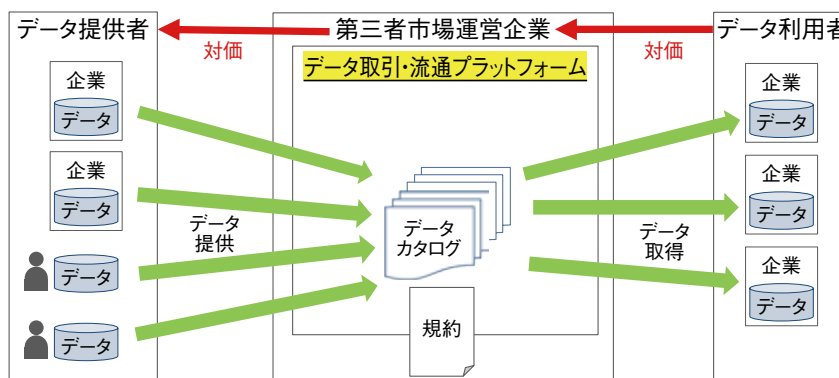 データ提供者
対価
第三者市場運営企業
対価
データ利用者
データ取引・流通プラットフォーム
企業
データ
企業
データ
データ
データ
データ
提供
データ
カタログ
規約
データ
取得
企業
データ
企業
データ
企業
データ